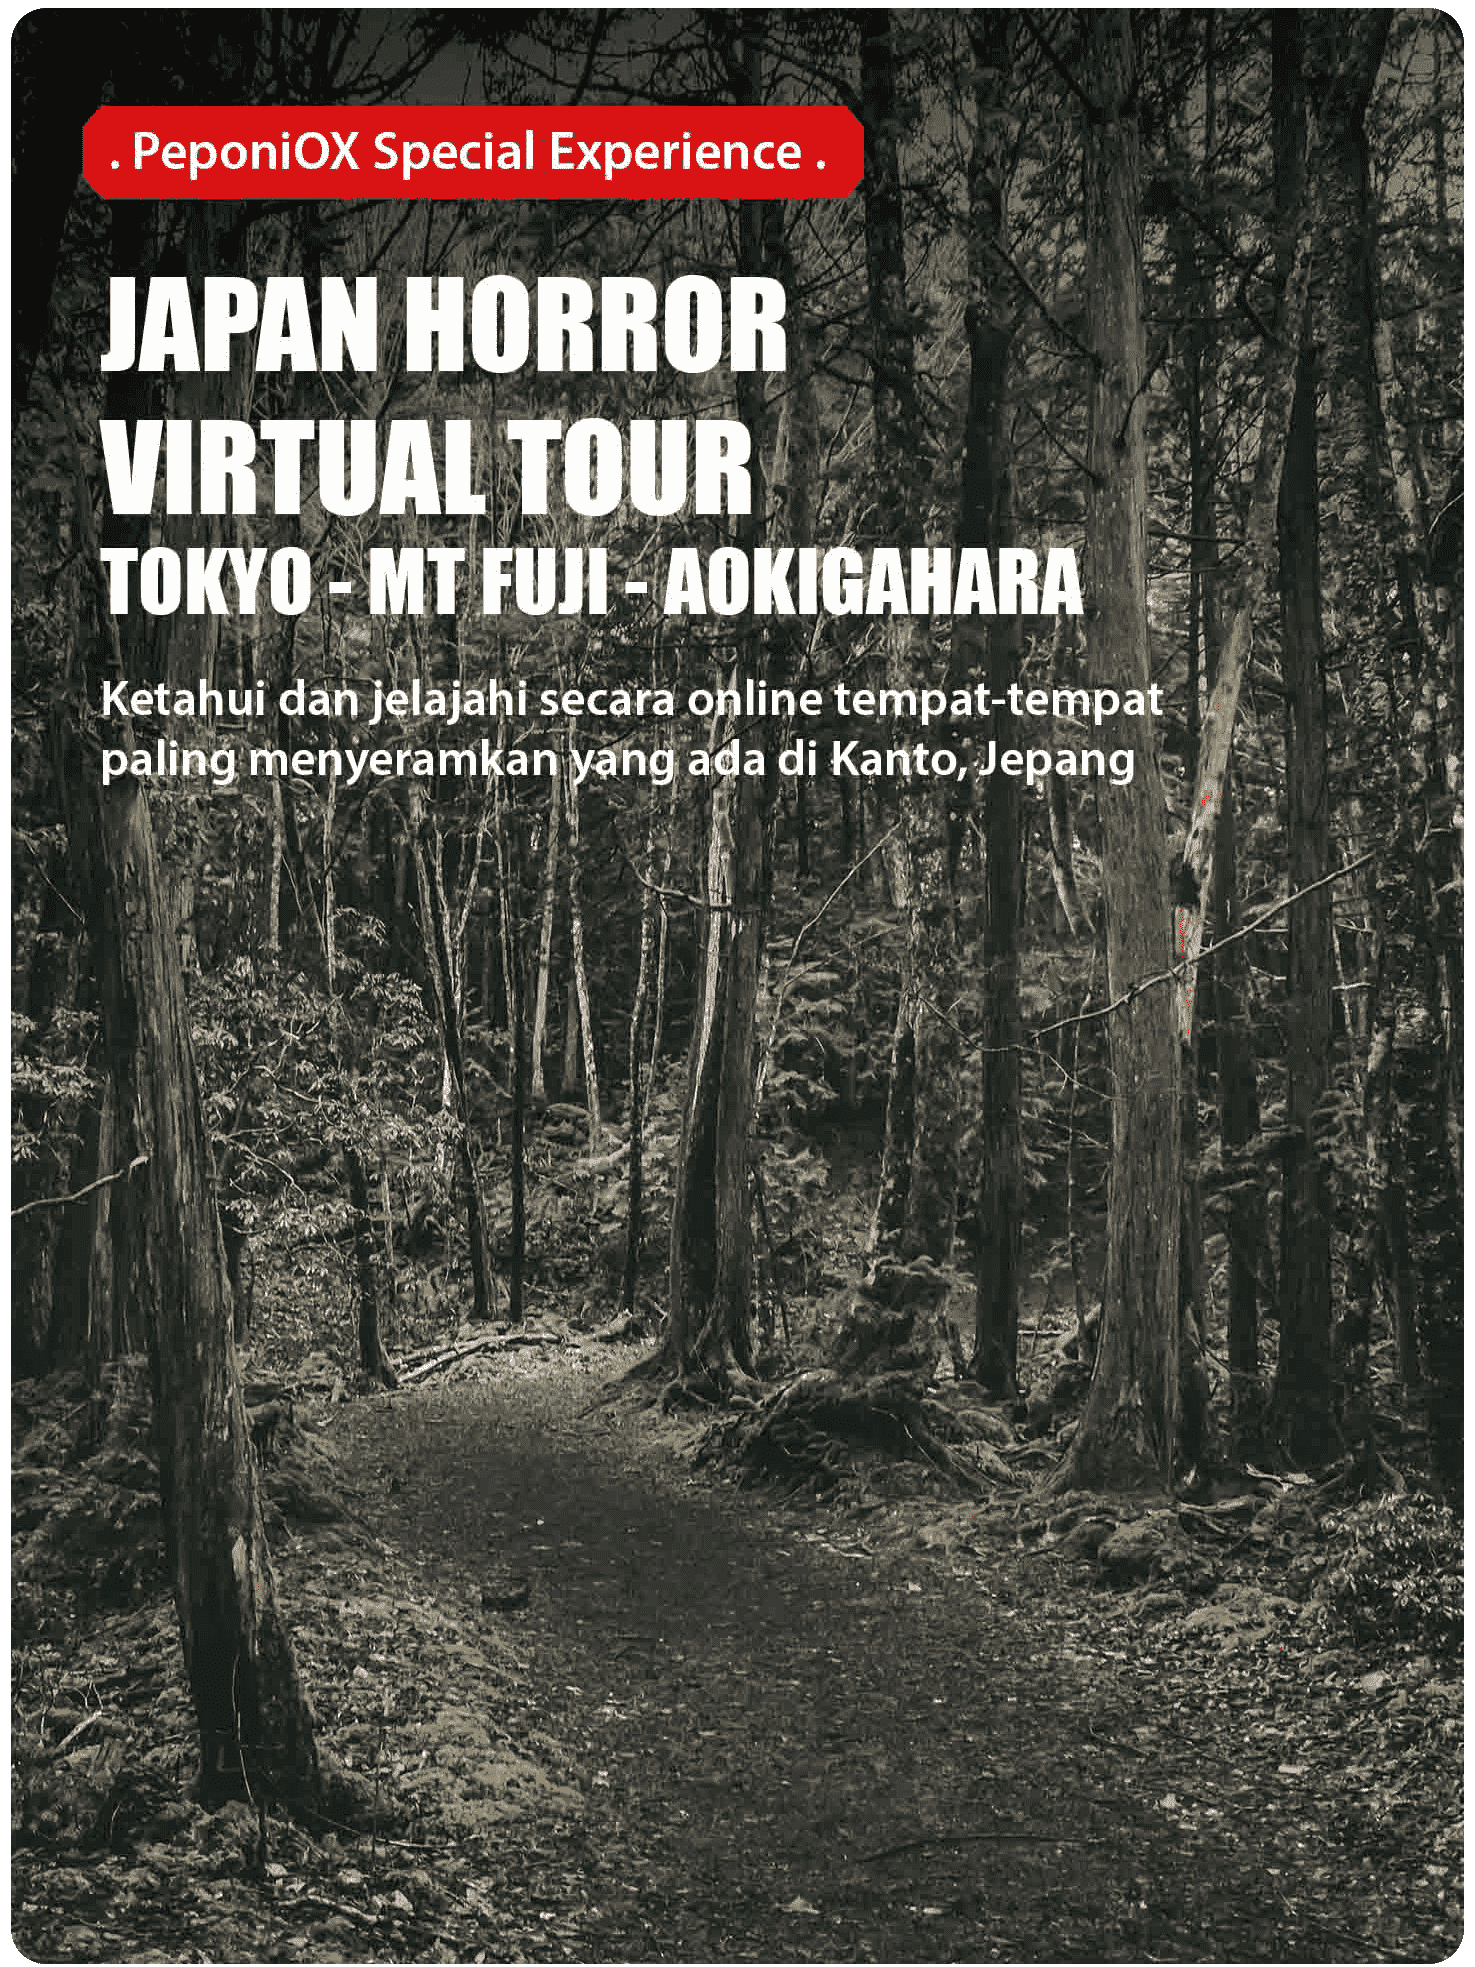 . PeponiOX Special Experience .
JAPAN HORROR
VIRTUAL TOUR
TOKYO - MT FUJI - AOKIGAHARA
Ketahui dan jelajahi secara online tempat-tempat
paling menyeramkan yang ada di Kanto, Jepang